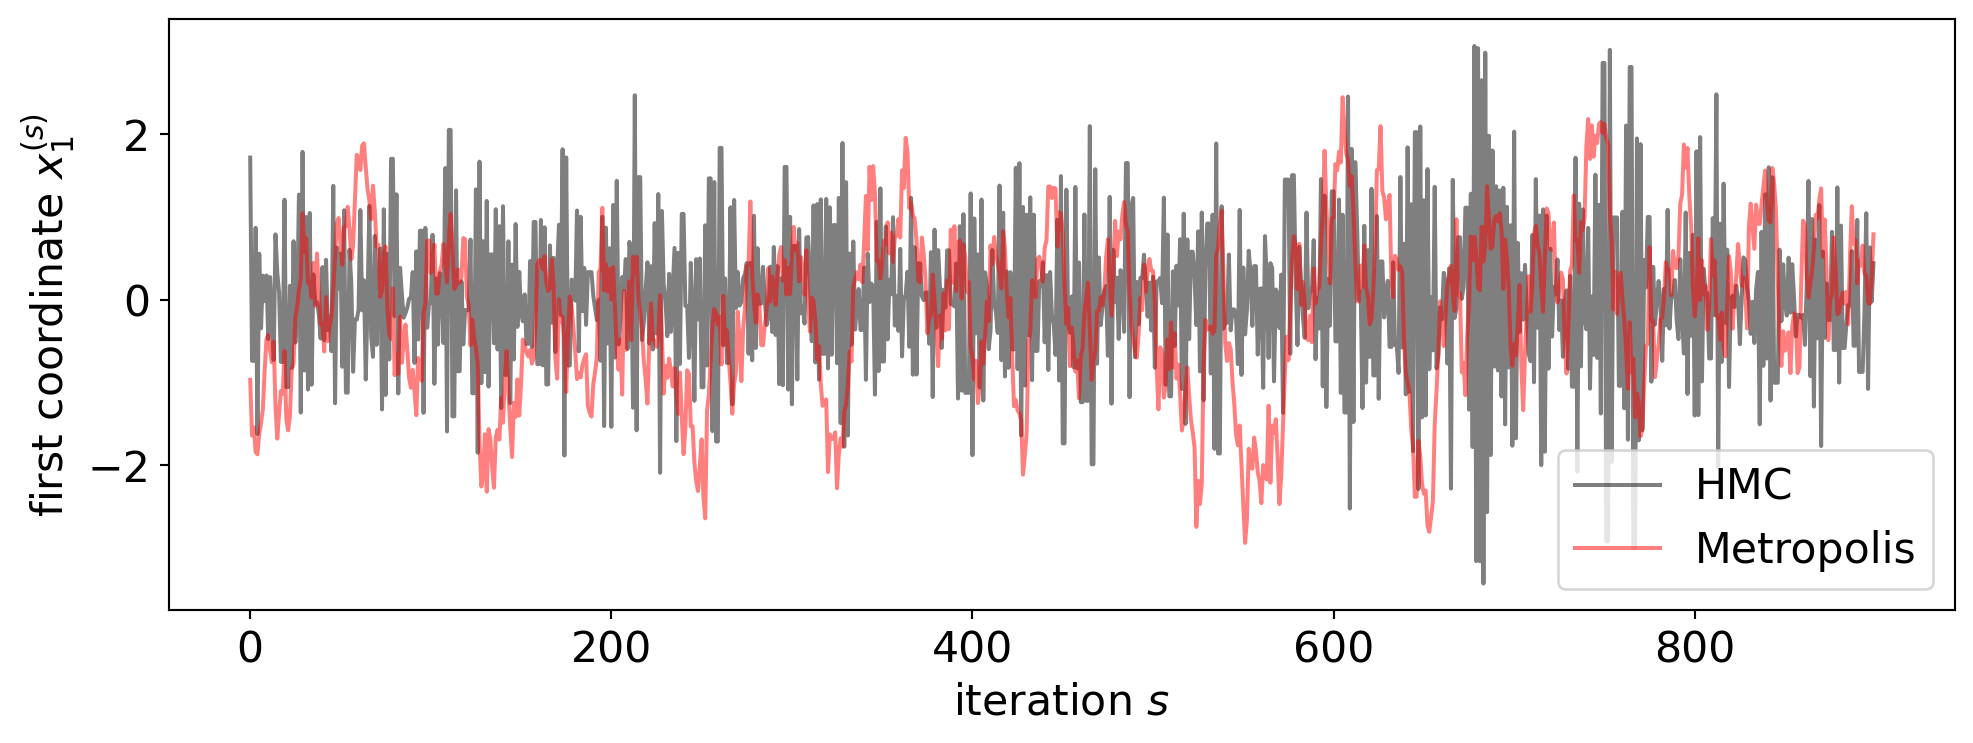 first coordinate x₁⁽ˢ⁾
2
0
−2
0 200 400 600 800
iteration s
HMC
Metropolis